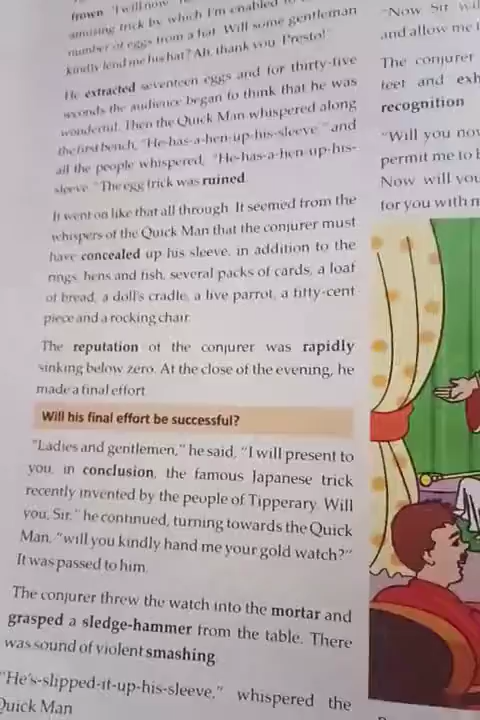 frown. "I will now
amusing trick by which I'm enabled to
number of eggs from a hat. Will some gentleman
kindly lend me his hat? Ah, thank you. Presto!"
He extracted seventeen eggs and for thirty-five
seconds the audience began to think that he was
wonderful. Then the Quick Man whispered along
the first bench, "He-has-a-hen-up-his-sleeve," and
all the people whispered, "He-has-a-hen-up-his-
sleeve." The egg trick was ruined.
It went on like that all through. It seemed from the
whispers of the Quick Man that the conjurer must
have concealed up his sleeve, in addition to the
rings, hens and fish, several packs of cards, a loaf
of bread, a doll's cradle, a live parrot, a fifty-cent
piece and a rocking chair.
The reputation of the conjurer was rapidly
sinking below zero. At the close of the evening, he
made a final effort.
Will his final effort be successful?
"Ladies and gentlemen," he said, "I will present to
you, in conclusion, the famous Japanese trick
recently invented by the people of Tipperary. Will
you, Sir," he continued, turning towards the Quick
Man, "will you kindly hand me your gold watch?"
It was passed to him.
The conjurer threw the watch into the mortar and
grasped a sledge-hammer from the table. There
was sound of violent smashing.
"He's-slipped-it-up-his-sleeve," whispered the
Quick Man
"Now Sir
and allow me
The conjurer
feet and
recognition
"Will you
permit me to
Now will you
for you with